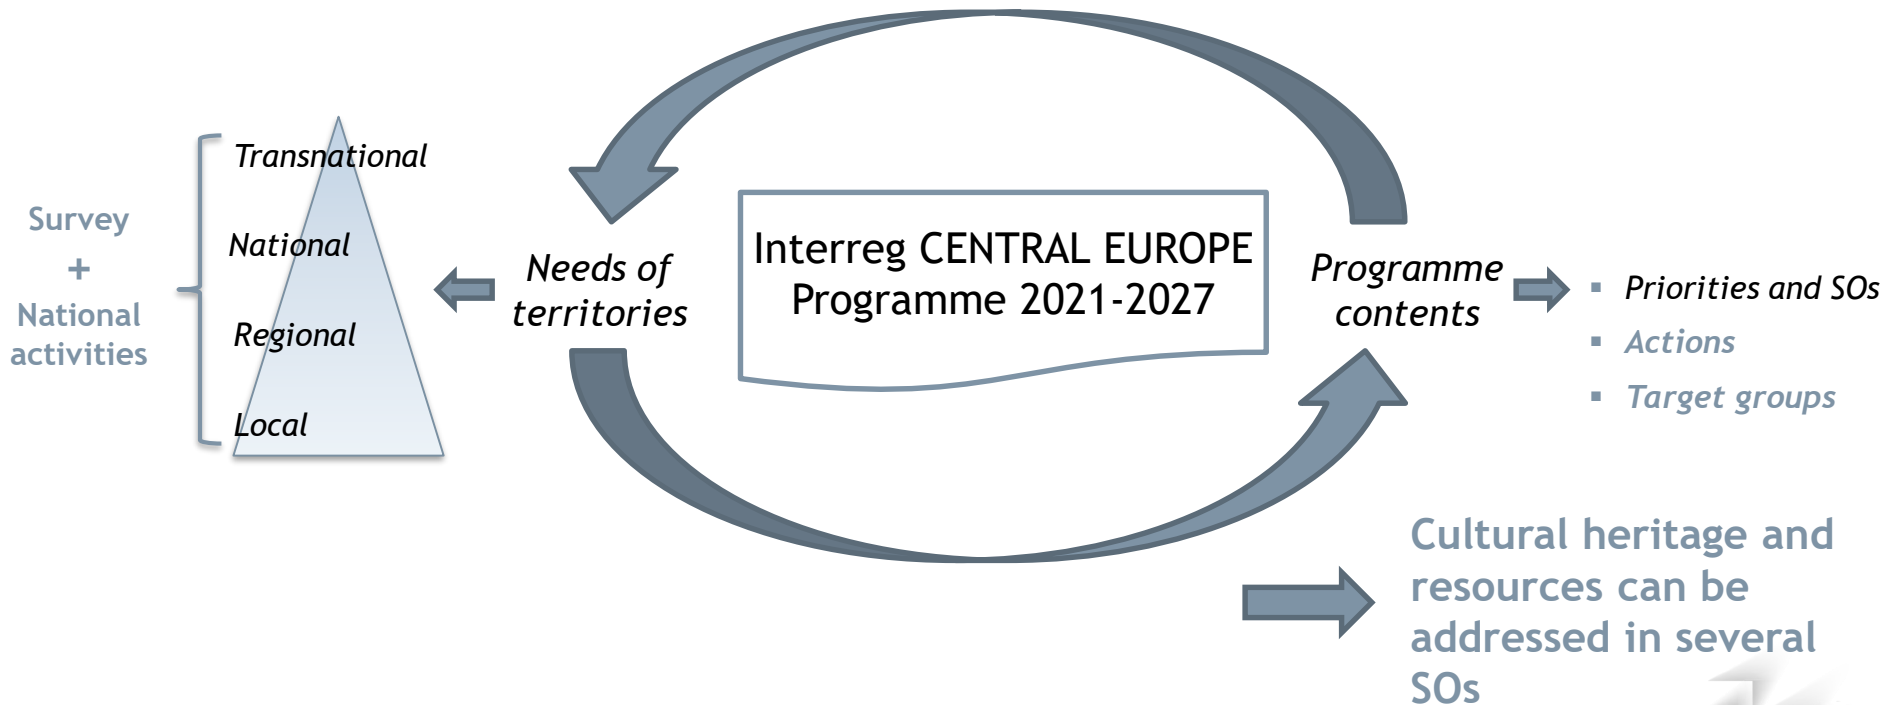 Survey
+
National
activities
Transnational
National
Regional
Local
Needs of
territories
Interreg CENTRAL EUROPE
Programme 2021-2027
Programme
contents
▪ Priorities and SOs
▪ Actions
▪ Target groups
Cultural heritage and
resources can be
addressed in several
SOs